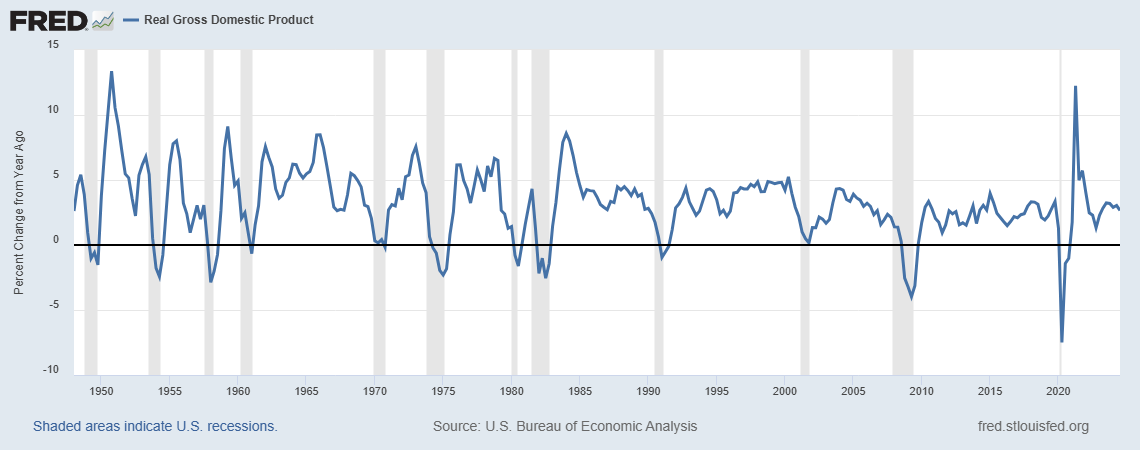 FRED Real Gross Domestic Product
Percent Change from Year Ago
15
10
5
0
-5
-10
1950 1955 1960 1965 1970 1975 1980 1985 1990 1995 2000 2005 2010 2015 2020
Shaded areas indicate U.S. recessions. Source: U.S. Bureau of Economic Analysis fred.stlouisfed.org